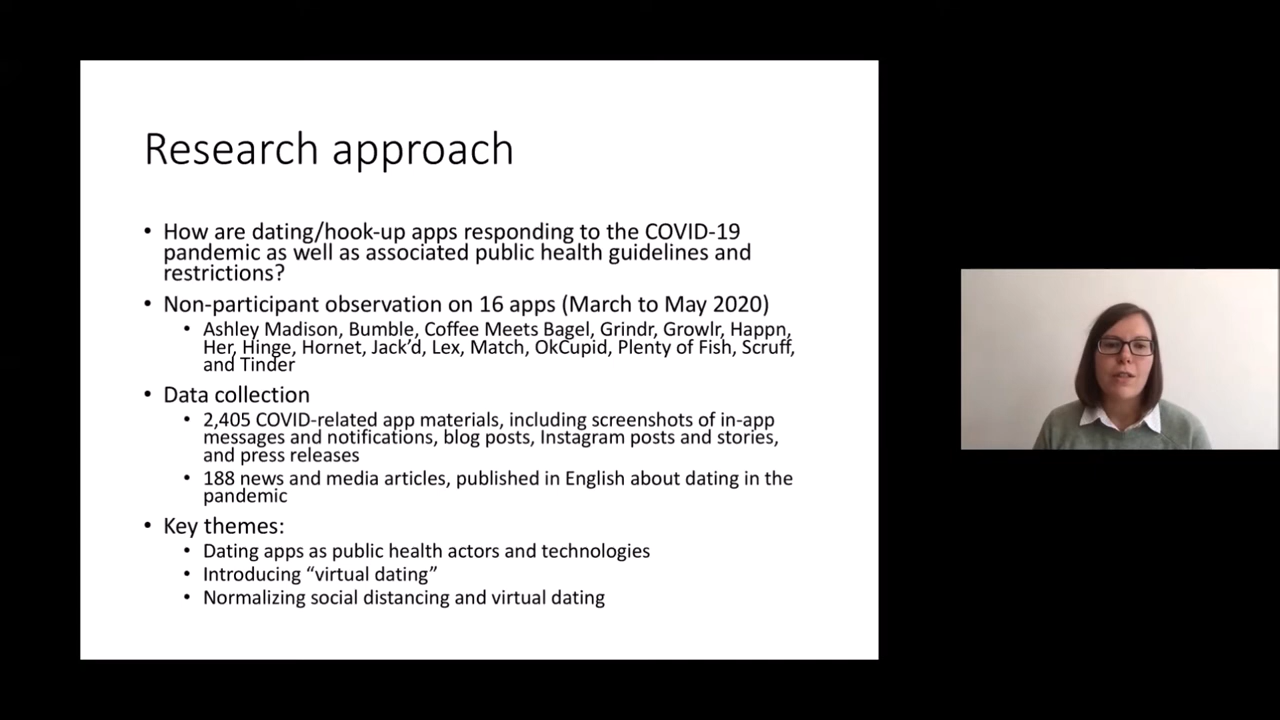 Research approach
• How are dating/hook-up apps responding to the COVID-19
pandemic as well as associated public health guidelines and
restrictions?
• Non-participant observation on 16 apps (March to May 2020)
• Ashley Madison, Bumble, Coffee Meets Bagel, Grindr, Growlr, Happn,
Her, Hinge, Hornet, Jack’d, Lex, Match, OkCupid, Plenty of Fish, Scruff,
and Tinder
• Data collection
• 2,405 COVID-related app materials, including screenshots of in-app
messages and notifications, blog posts, Instagram posts and stories,
and press releases
• 188 news and media articles, published in English about dating in the
pandemic
• Key themes:
• Dating apps as public health actors and technologies
• Introducing “virtual dating”
• Normalizing social distancing and virtual dating